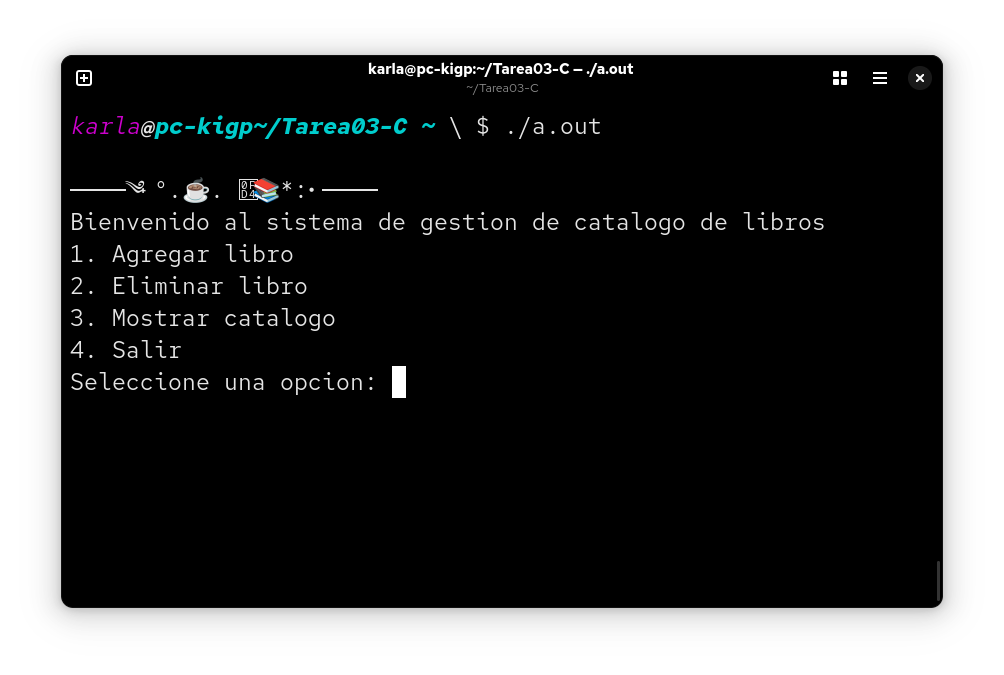 karla@pc-kigp:~/Tarea03-C — ./a.out
~/Tarea03-C
karla@pc-kigp~/Tarea03-C ~ \ $ ./a.out
────༄ °.☕. ࿔📚*:･────
Bienvenido al sistema de gestion de catalogo de libros
1. Agregar libro
2. Eliminar libro
3. Mostrar catalogo
4. Salir
Seleccione una opcion: